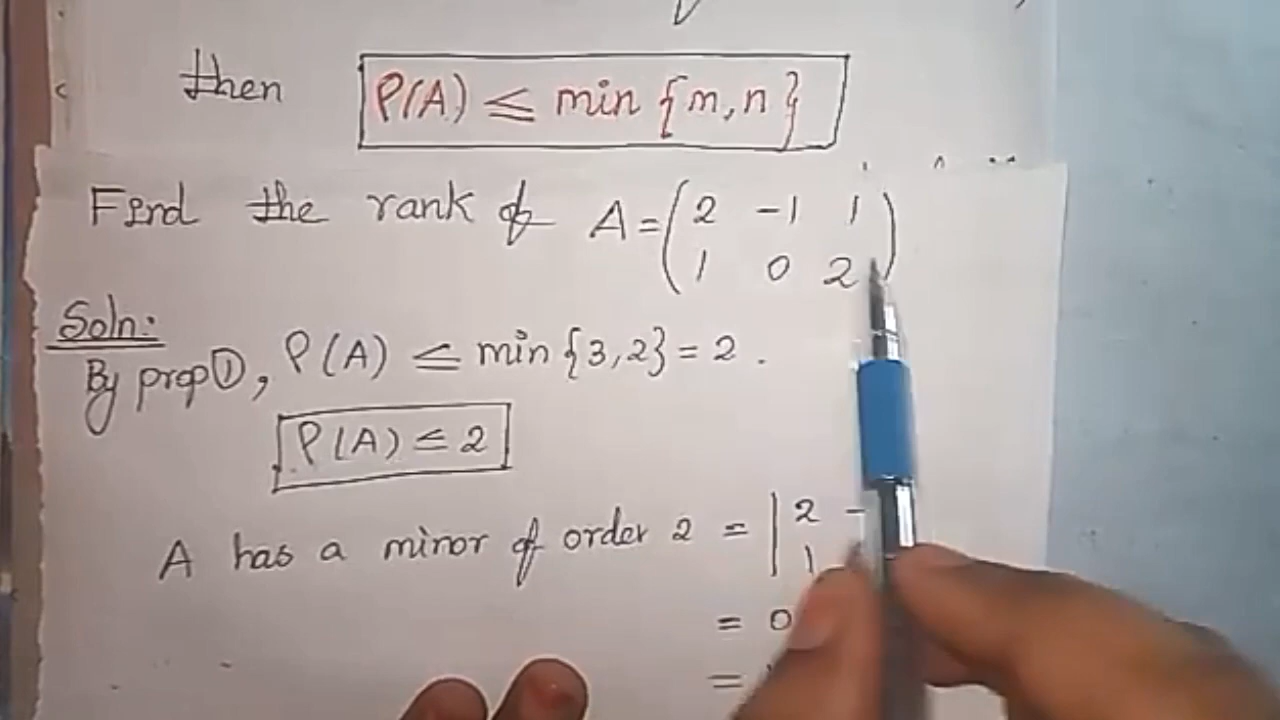 then P(A) ≤ min {m,n}
Find the rank of A = (2 -1 1
1 0 2)
Soln:
By prop①, P(A) ≤ min{3,2} = 2 .
P(A) ≤ 2
A has a minor of order 2 = | 2 -
1
= 0
=